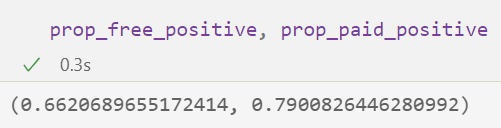 prop_free_positive, prop_paid_positive
0.3s
(0.6620689655172414, 0.7900826446280992)